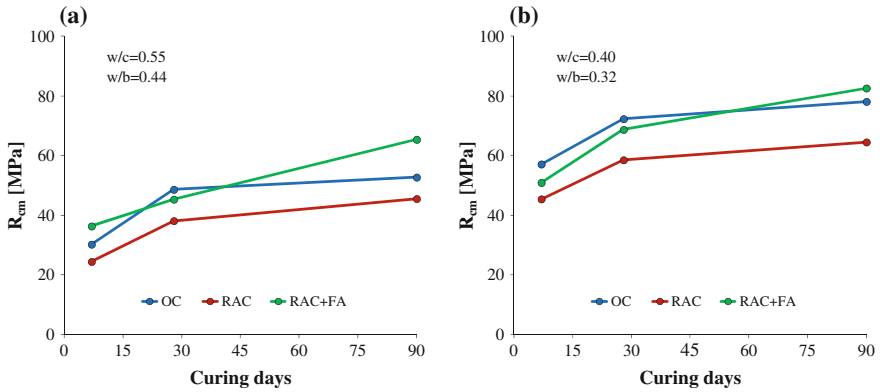 (a)
w/c=0.55
w/b=0.44
R_cm [MPa]
100
80
60
40
20
0
OC RAC RAC+FA
0 15 30 45 60 75 90
Curing days
(b)
w/c=0.40
w/b=0.32
R_cm [MPa]
100
80
60
40
20
0
OC RAC RAC+FA
0 15 30 45 60 75 90
Curing days